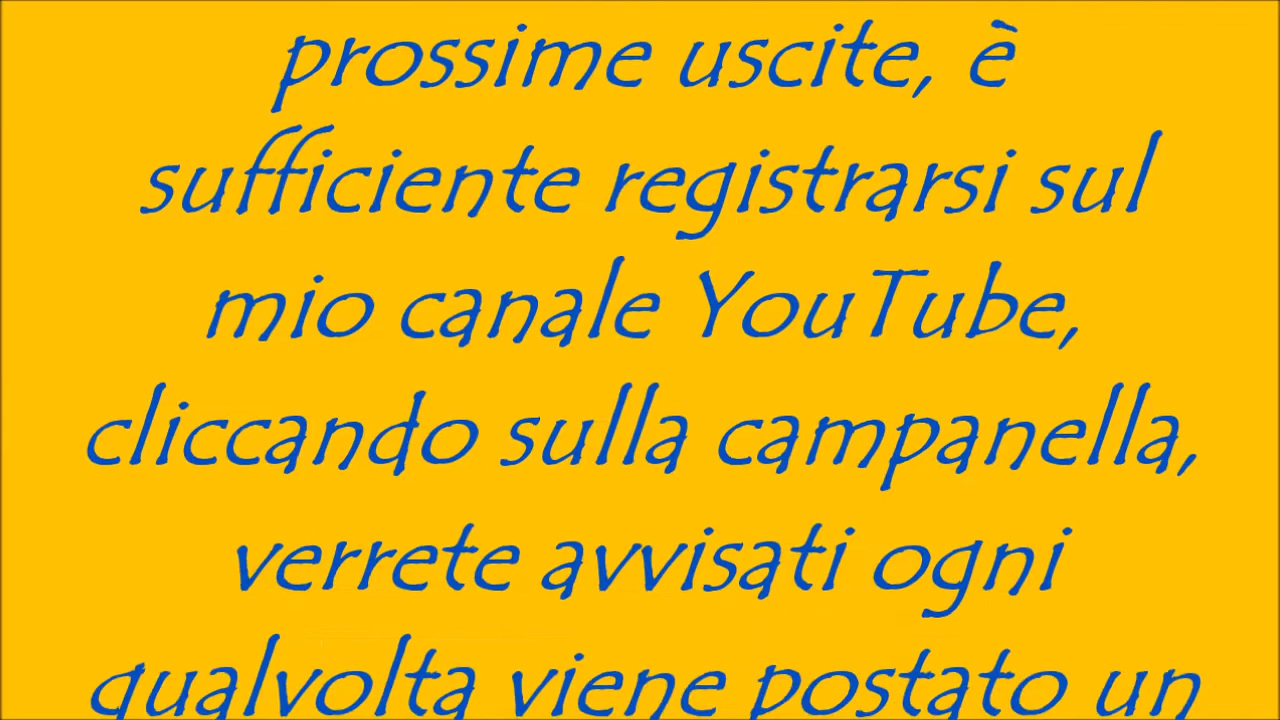 prossime uscite, è
sufficiente registrarsi sul
mio canale YouTube,
cliccando sulla campanella,
verrete avvisati ogni
qualvolta viene postato un